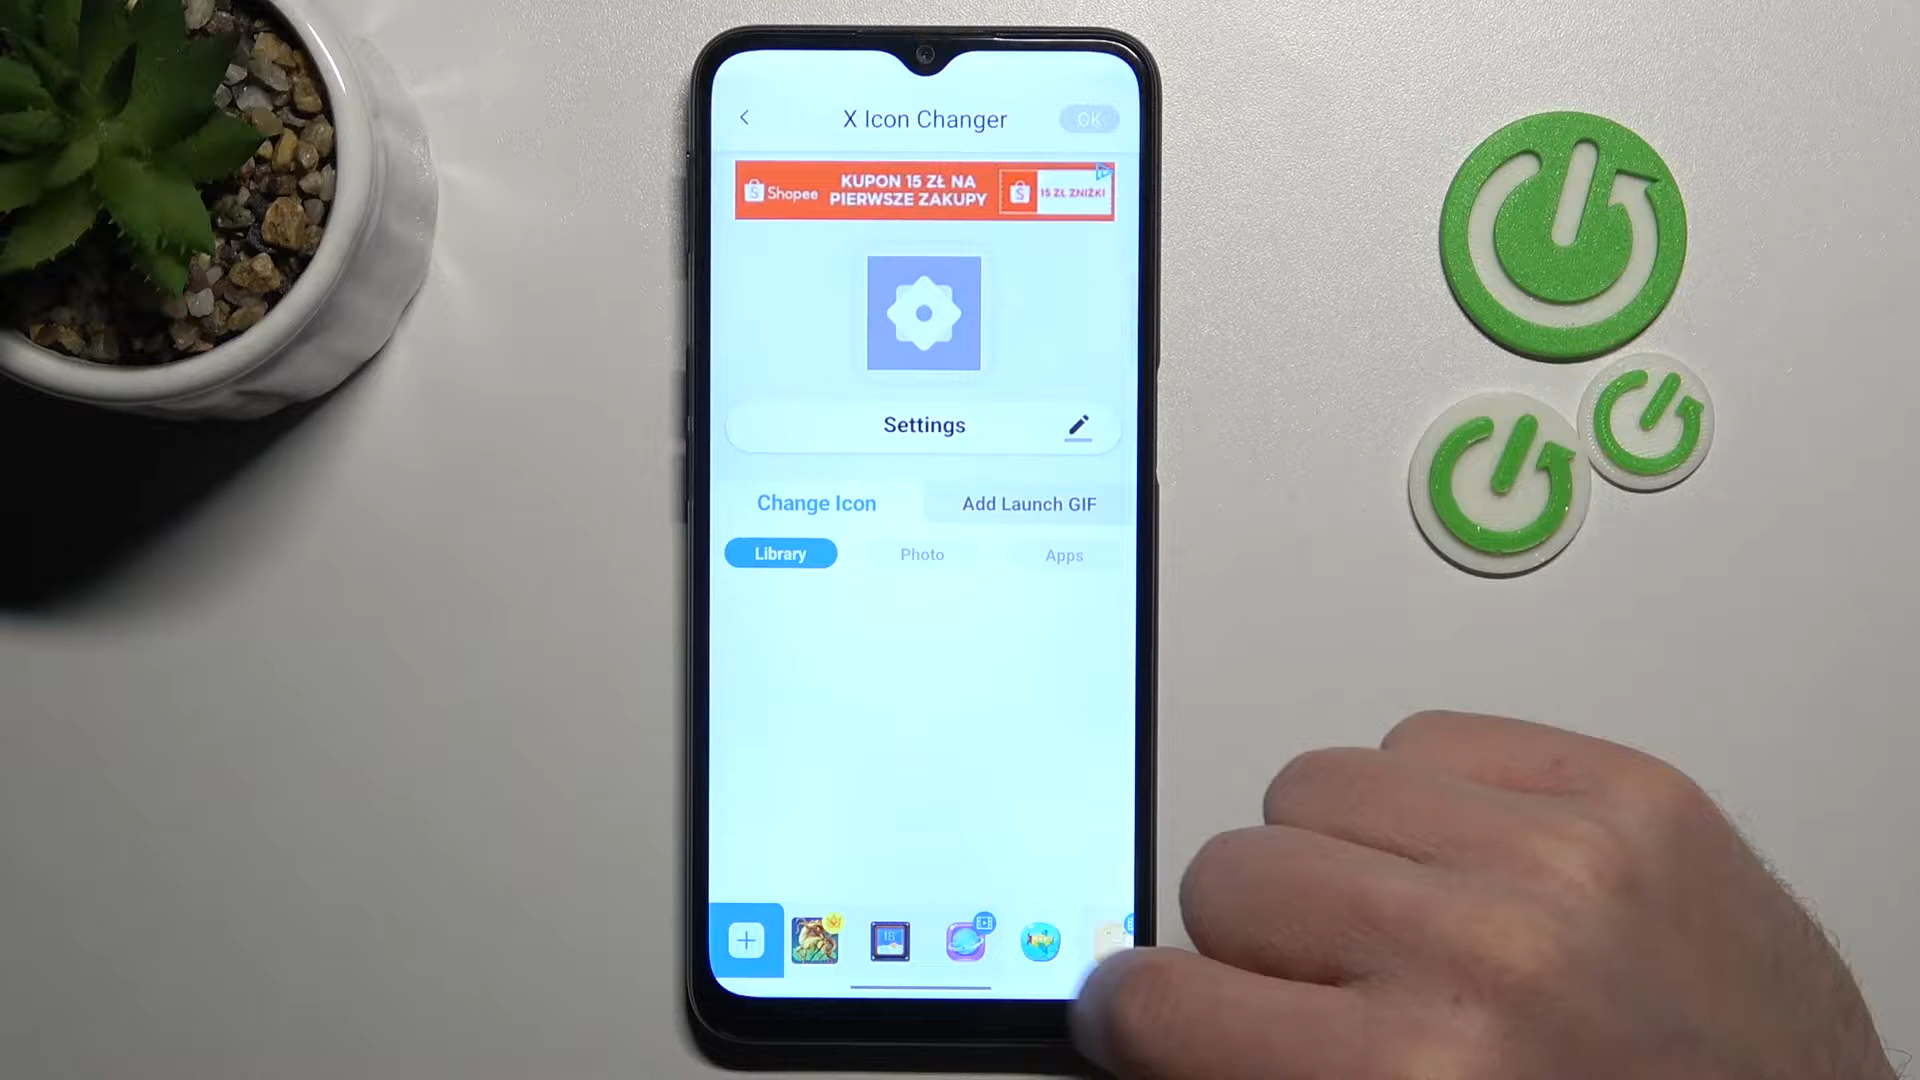 X Icon Changer
OK
Shopee
KUPON 15 ZŁ NA
PIERWSZE ZAKUPY
15 ZŁ ZNIŻKI
Settings
Change Icon
Add Launch GIF
Library
Photo
Apps
18